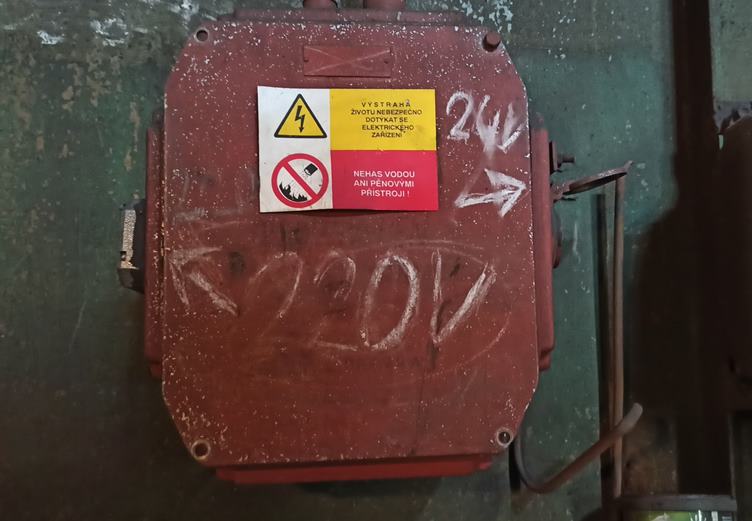 VÝSTRAHA
ŽIVOTU NEBEZPEČNO
DOTÝKAT SE
ELEKTRICKÉHO
ZAŘÍZENÍ
NEHAS VODOU
ANI PĚNOVÝMI
PŘÍSTROJI !
24V
220V